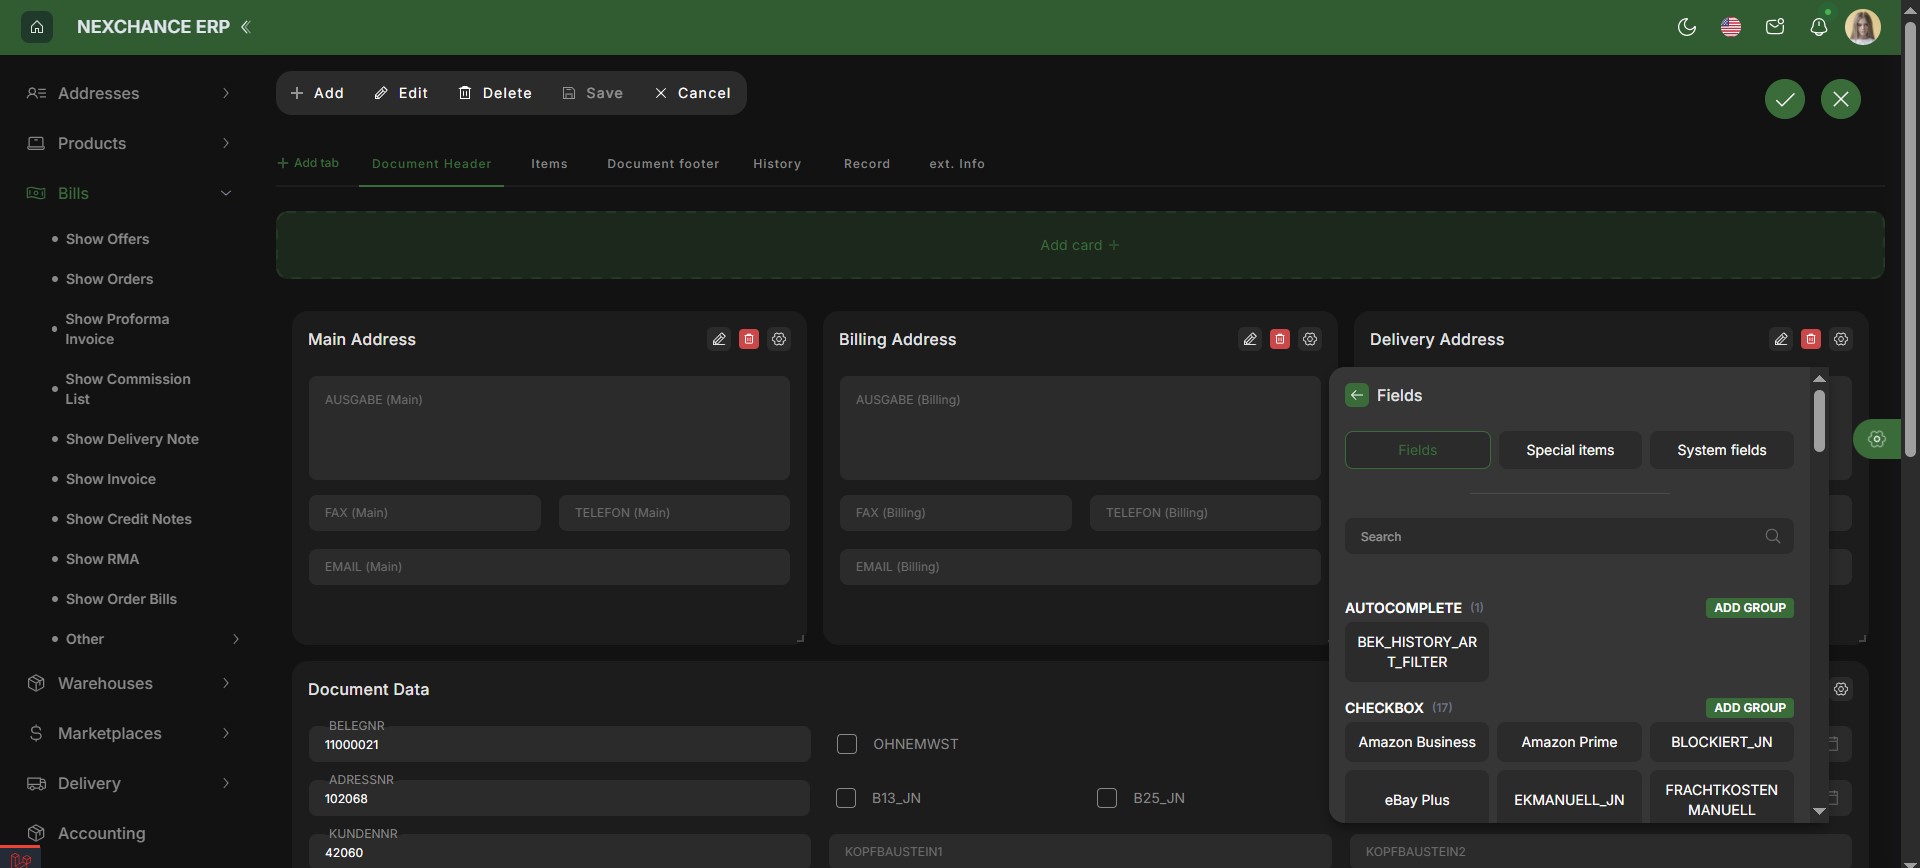 NEXCHANCE ERP
Add
Edit
Delete
Save
Cancel
Addresses
Products
Bills
Show Offers
Show Orders
Show Proforma
Invoice
Show Commission
List
Show Delivery Note
Show Invoice
Show Credit Notes
Show RMA
Show Order Bills
Other
Warehouses
Marketplaces
Delivery
Accounting
Add tab
Document Header
Items
Document footer
History
Record
ext. Info
Add card
Main Address
AUSGABE (Main)
FAX (Main)
TELEFON (Main)
EMAIL (Main)
Billing Address
AUSGABE (Billing)
FAX (Billing)
TELEFON (Billing)
EMAIL (Billing)
Delivery Address
Fields
Fields
Special items
System fields
Search
AUTOCOMPLETE (1)
ADD GROUP
BEK_HISTORY_AR
T_FILTER
CHECKBOX (17)
ADD GROUP
Amazon Business
Amazon Prime
BLOCKIERT_JN
eBay Plus
EKMANUELL_JN
FRACHTKOSTEN
MANUELL
Document Data
BELEGNR
11000021
OHNEMWST
ADRESSNR
102068
B13_JN
B25_JN
KUNDENNR
42060
KOPFBAUSTEIN1
KOPFBAUSTEIN2